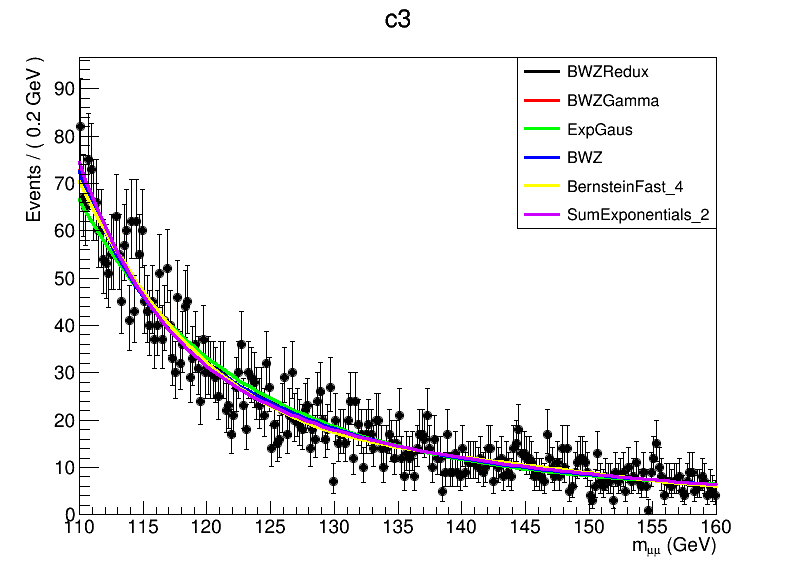 c3
Events / ( 0.2 GeV )
90
80
70
60
50
40
30
20
10
0
BWZRedux
BWZGamma
ExpGaus
BWZ
BernsteinFast_4
SumExponentials_2
110 115 120 125 130 135 140 145 150 155 160
mμμ (GeV)